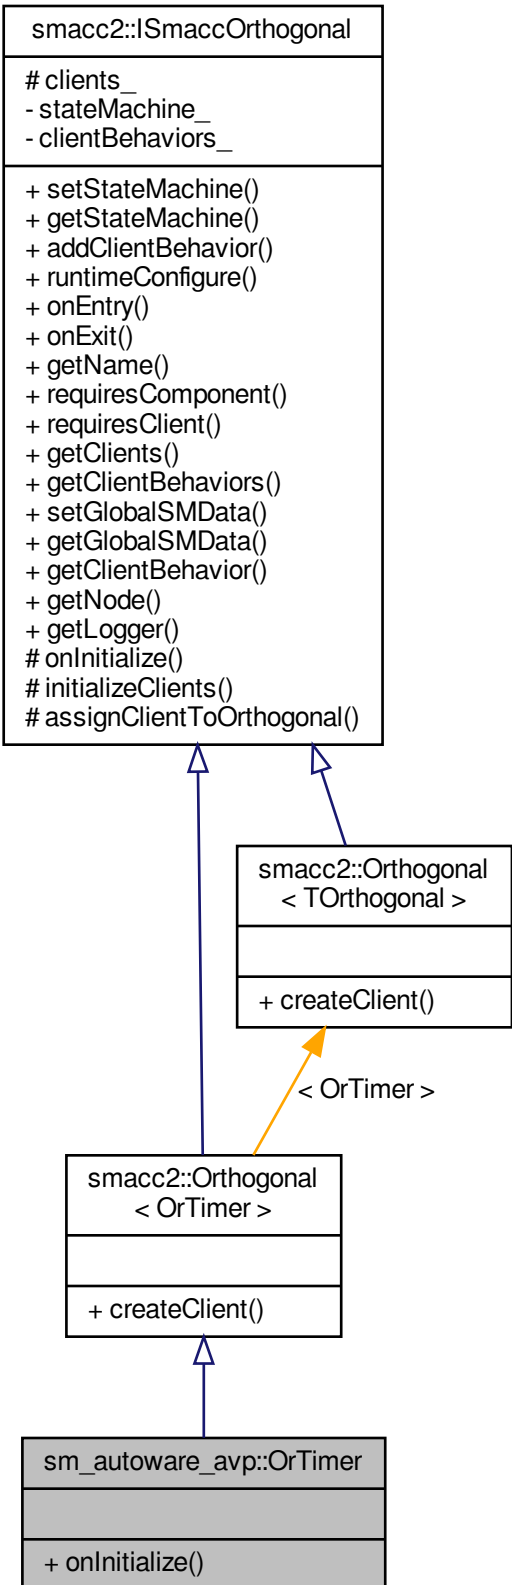 smacc2::ISmaccOrthogonal
# clients_
- stateMachine_
- clientBehaviors_
+ setStateMachine()
+ getStateMachine()
+ addClientBehavior()
+ runtimeConfigure()
+ onEntry()
+ onExit()
+ getName()
+ requiresComponent()
+ requiresClient()
+ getClients()
+ getClientBehaviors()
+ setGlobalSMData()
+ getGlobalSMData()
+ getClientBehavior()
+ getNode()
+ getLogger()
# onInitialize()
# initializeClients()
# assignClientToOrthogonal()
smacc2::Orthogonal
< TOrthogonal >
+ createClient()
< OrTimer >
smacc2::Orthogonal
< OrTimer >
+ createClient()
sm_autoware_avp::OrTimer
+ onInitialize()